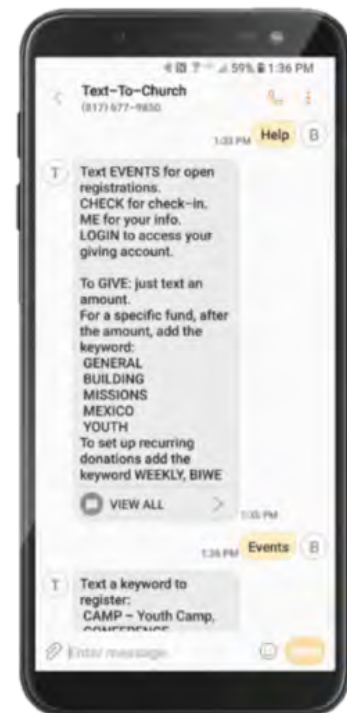 59% 1:36 PM
Text-To-Church
(817) 677-9850
1:33 PM Help B
T Text EVENTS for open
registrations.
CHECK for check-in.
ME for your info.
LOGIN to access your
giving account.
To GIVE: just text an
amount.
For a specific fund, after
the amount, add the
keyword:
GENERAL
BUILDING
MISSIONS
MEXICO
YOUTH
To set up recurring
donations add the
keyword WEEKLY, BIWE
VIEW ALL
PM
1:36 PM Events B
T Text a keyword to
register:
CAMP – Youth Camp,
CONFERENCE
Enter message